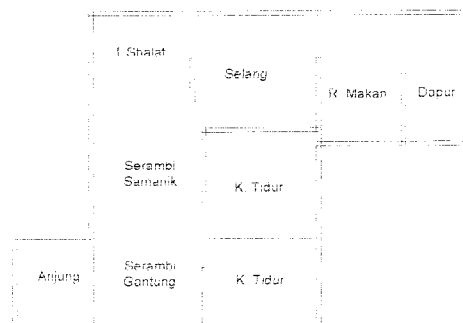 T Shalat
Selang
R. Makan
Dapur
Serambi
Samanik
K. Tidur
Anjung
Serambi
Gantung
K. Tidur